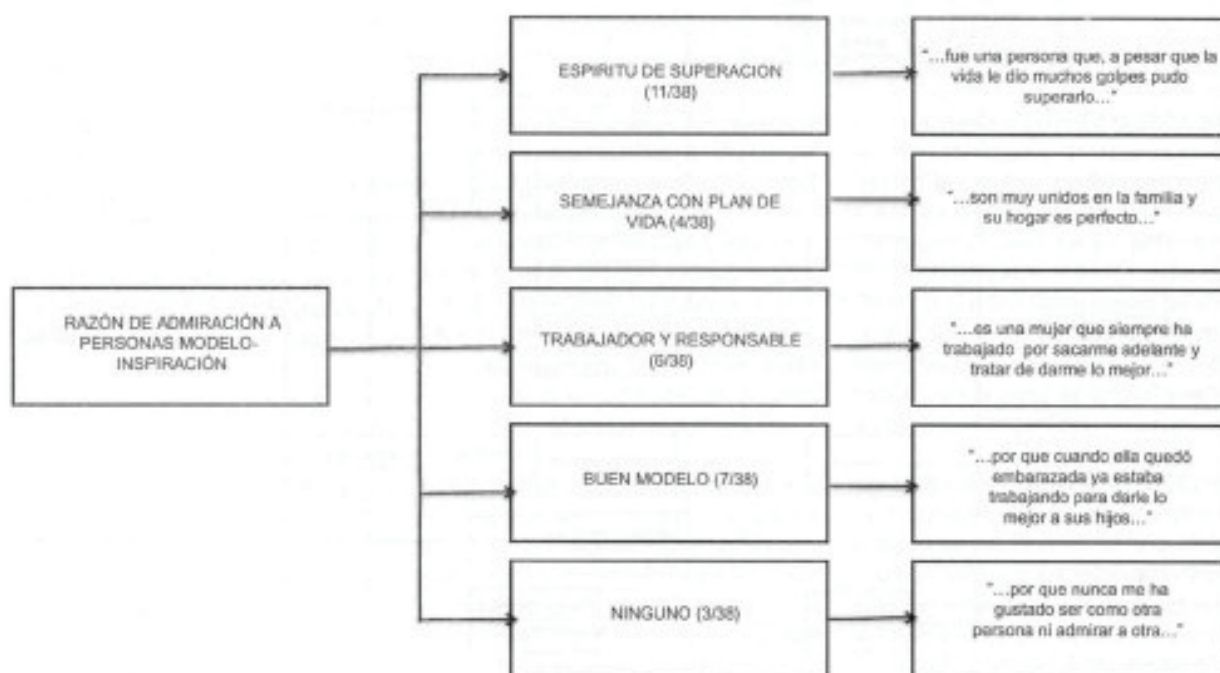 RAZÓN DE ADMIRACIÓN A
PERSONAS MODELO-
INSPIRACIÓN
ESPIRITU DE SUPERACION
(11/38)
"...fue una persona que, a pesar que la
vida le dio muchos golpes pudo
superarlo..."
SEMEJANZA CON PLAN DE
VIDA (4/38)
"...son muy unidos en la familia y
su hogar es perfecto..."
TRABAJADOR Y RESPONSABLE
(6/38)
"...es una mujer que siempre ha
trabajado por sacarme adelante y
tratar de darme lo mejor..."
BUEN MODELO (7/38)
"...por que cuando ella quedó
embarazada ya estaba
trabajando para darle lo
mejor a sus hijos..."
NINGUNO (3/38)
"...por que nunca me ha
gustado ser como otra
persona ni admirar a otra..."